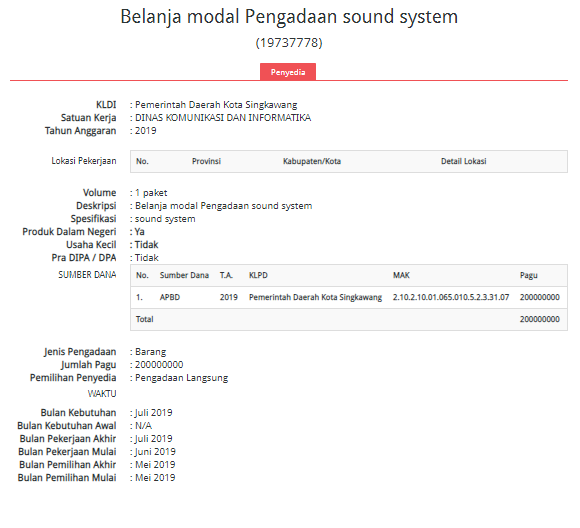 Belanja modal Pengadaan sound system
(19737778)
Penyedia
KLDI : Pemerintah Daerah Kota Singkawang
Satuan Kerja : DINAS KOMUNIKASI DAN INFORMATIKA
Tahun Anggaran : 2019
Lokasi Pekerjaan No. Provinsi Kabupaten/Kota Detail Lokasi
Volume : 1 paket
Deskripsi : Belanja modal Pengadaan sound system
Spesifikasi : sound system
Produk Dalam Negeri : Ya
Usaha Kecil : Tidak
Pra DIPA / DPA : Tidak
SUMBER DANA No. Sumber Dana T.A. KLPD MAK Pagu
1. APBD 2019 Pemerintah Daerah Kota Singkawang 2.10.2.10.01.065.010.5.2.3.31.07 200000000
Total 200000000
Jenis Pengadaan : Barang
Jumlah Pagu : 200000000
Pemilihan Penyedia : Pengadaan Langsung
WAKTU
Bulan Kebutuhan : Juli 2019
Bulan Kebutuhan Awal : N/A
Bulan Pekerjaan Akhir : Juli 2019
Bulan Pekerjaan Mulai : Juni 2019
Bulan Pemilihan Akhir : Mei 2019
Bulan Pemilihan Mulai : Mei 2019